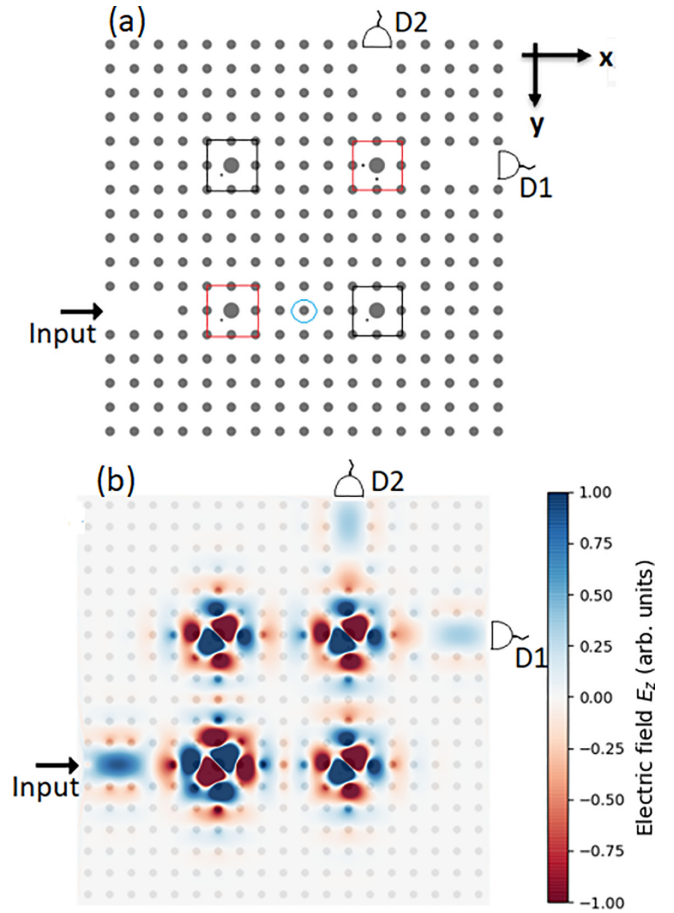 (a)
D2
x
y
D1
Input
(b)
D2
D1
Input
1.00
0.75
0.50
0.25
0.00
−0.25
−0.50
−0.75
−1.00
Electric field Ez (arb. units)